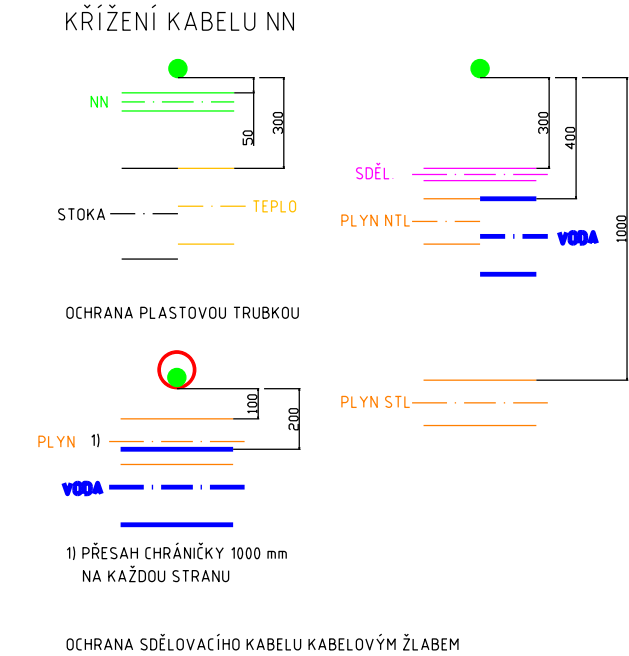 KŘÍŽENÍ KABELU NN
NN
50
300
STOKA
TEPLO
300
400
1000
SDĚL.
PLYN NTL
VODA
PLYN STL
OCHRANA PLASTOVOU TRUBKOU
100
200
PLYN 1)
VODA
1) PŘESAH CHRÁNIČKY 1000 mm
NA KAŽDOU STRANU
OCHRANA SDĚLOVACÍHO KABELU KABELOVÝM ŽLABEM